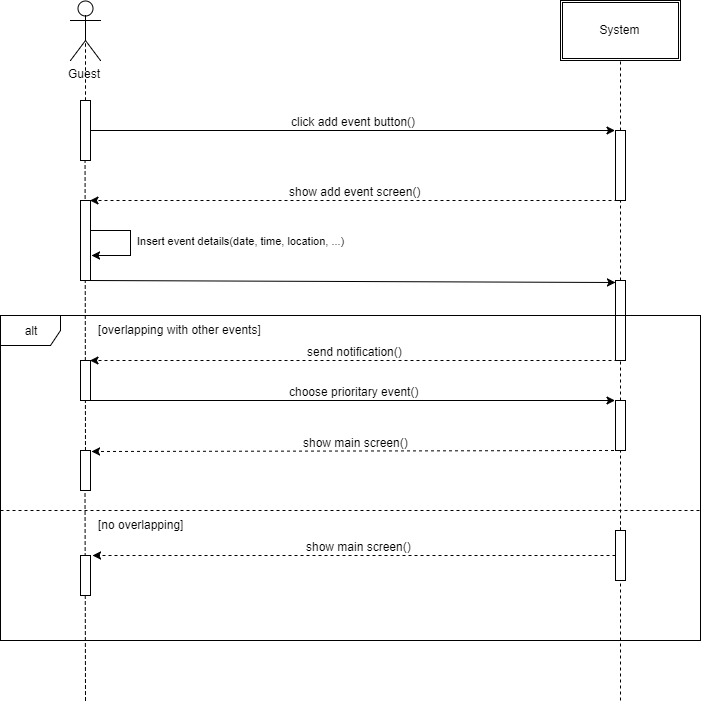 System
Guest
click add event button()
show add event screen()
Insert event details(date, time, location, ...)
alt
[overlapping with other events]
send notification()
choose prioritary event()
show main screen()
[no overlapping]
show main screen()